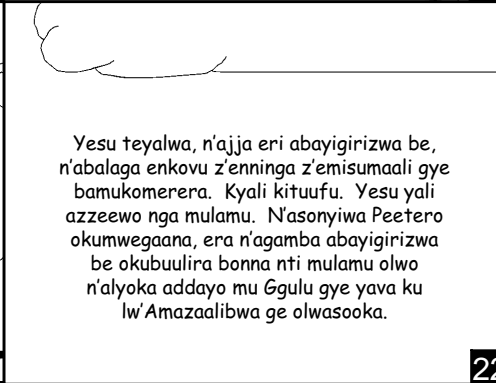 Yesu teyalwa, n'ajja eri abayigirizwa be,
n'abalaga enkovu z'enninga z'emisumaali gye
bamukomerera. Kyali kituufu. Yesu yali
azzeewo nga mulamu. N'asonyiwa Peetero
okumwegaana, era n'agamba abayigirizwa
be okubuulira bonna nti mulamu olwo
n'alyoka addayo mu Ggulu gye yava ku
lw'Amazaalibwa ge olwasooka.